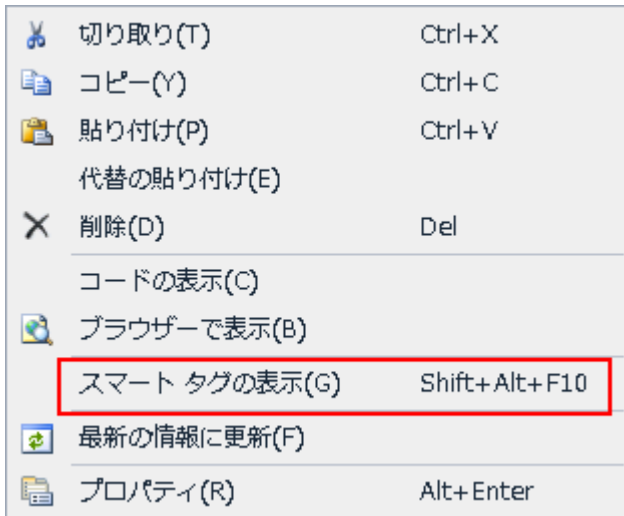 切り取り(T) Ctrl+X
コピー(Y) Ctrl+C
貼り付け(P) Ctrl+V
代替の貼り付け(E)
削除(D) Del
コードの表示(C)
ブラウザーで表示(B)
スマート タグの表示(G) Shift+Alt+F10
最新の情報に更新(F)
プロパティ(R) Alt+Enter